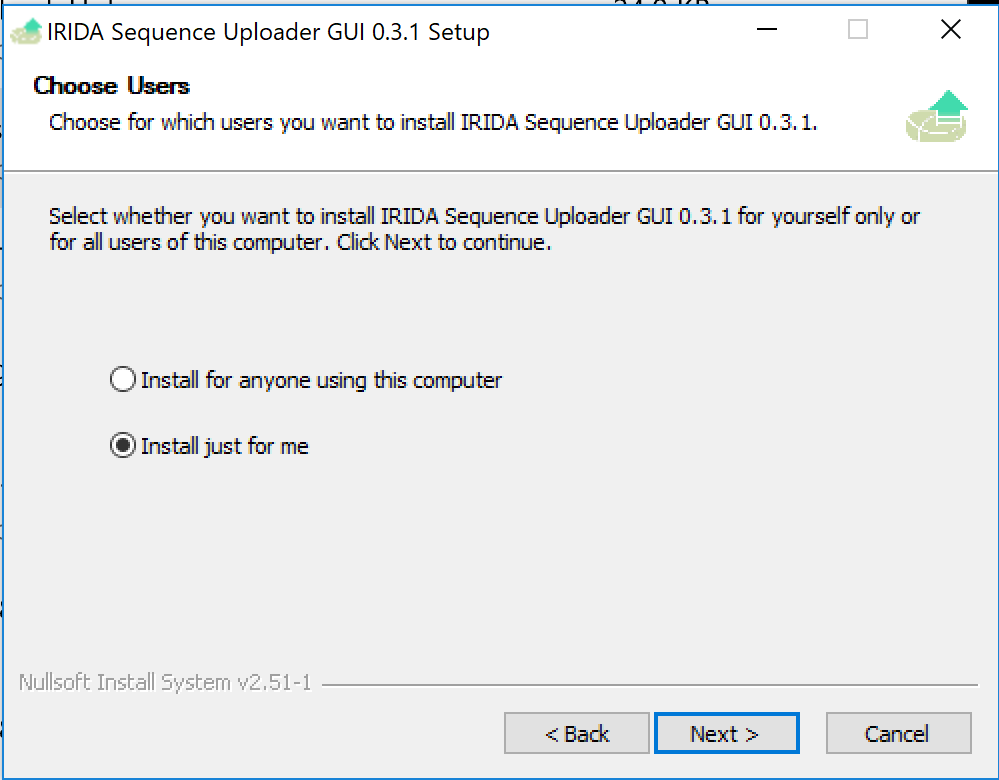 IRIDA Sequence Uploader GUI 0.3.1 Setup
Choose Users
Choose for which users you want to install IRIDA Sequence Uploader GUI 0.3.1.
Select whether you want to install IRIDA Sequence Uploader GUI 0.3.1 for yourself only or
for all users of this computer. Click Next to continue.
Install for anyone using this computer
Install just for me
Nullsoft Install System v2.51-1
< Back
Next >
Cancel